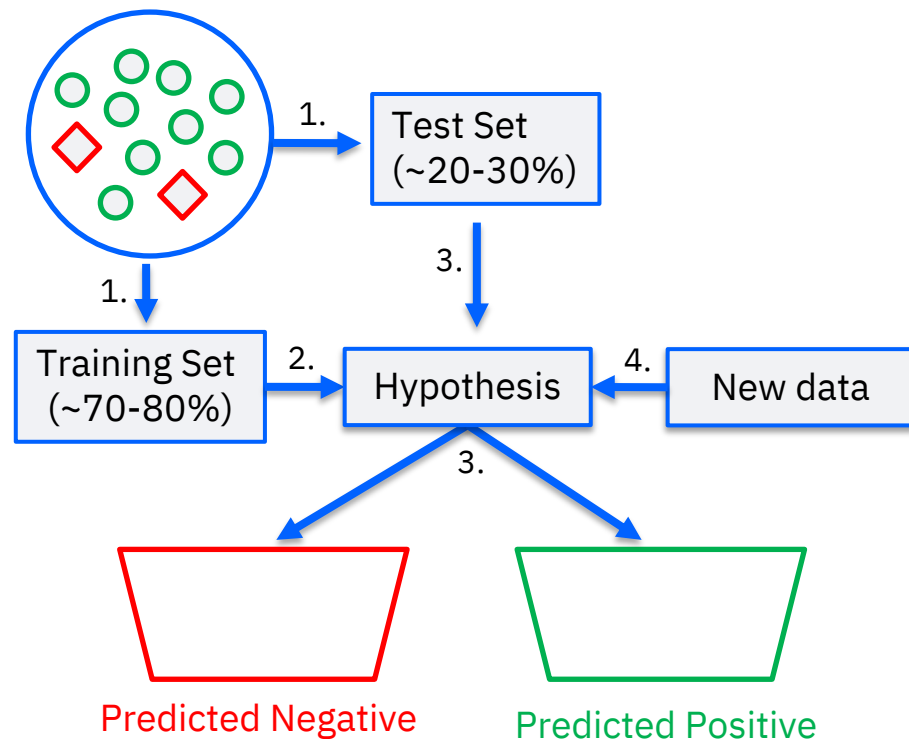 1.
Test Set
(~20-30%)
3.
1.
Training Set
(~70-80%)
2.
Hypothesis
4.
New data
3.
Predicted Negative
Predicted Positive